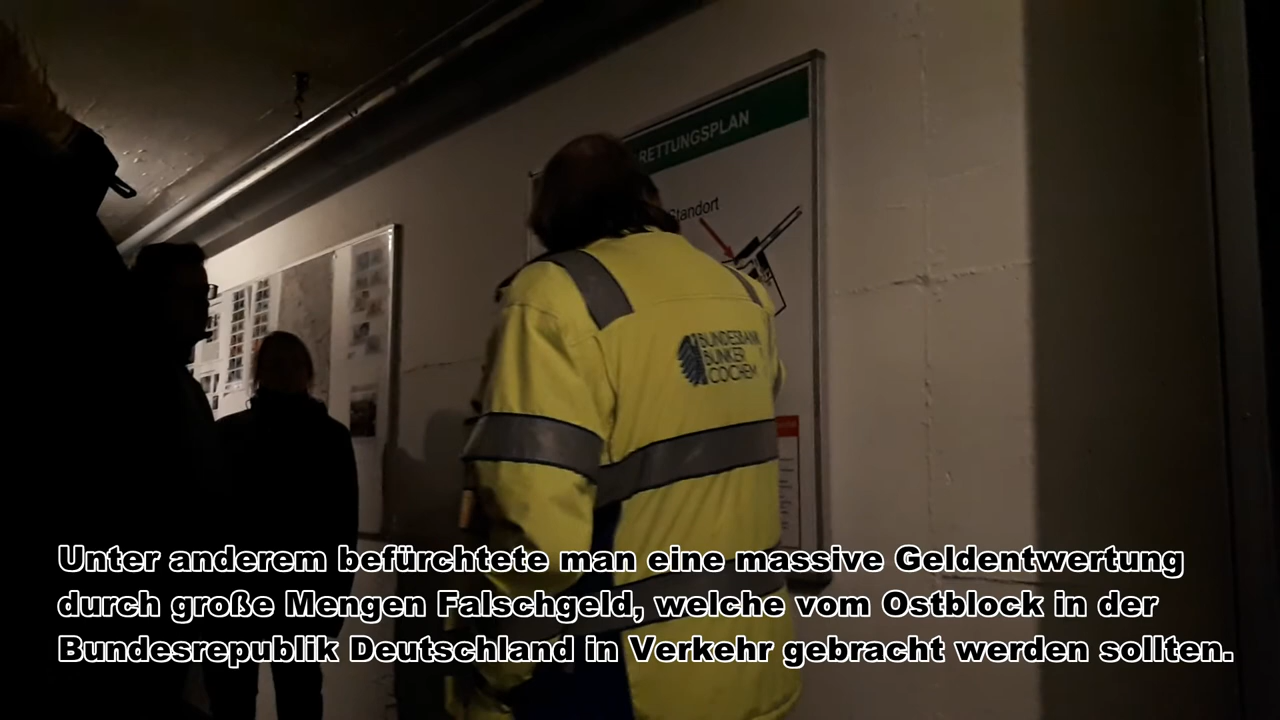 RETTUNGSPLAN
Standort
BUNDESBANK
BUNKER
COCHEM
Unter anderem befürchtete man eine massive Geldentwertung
durch große Mengen Falschgeld, welche vom Ostblock in der
Bundesrepublik Deutschland in Verkehr gebracht werden sollten.